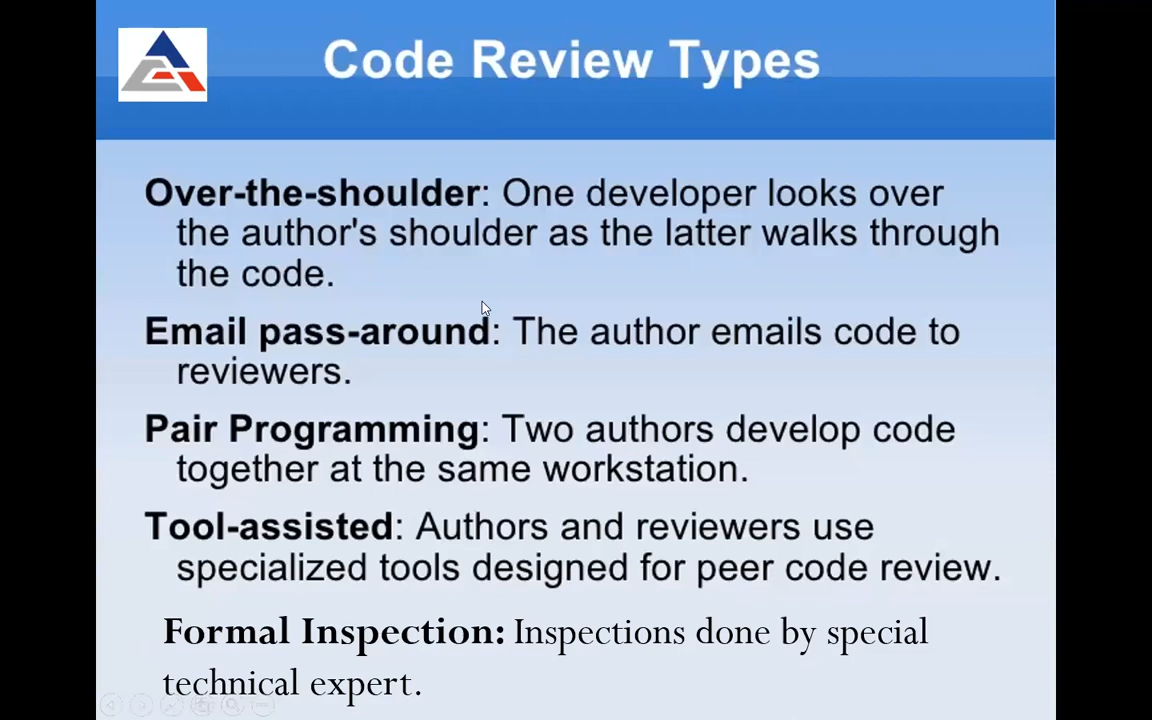 Code Review Types
Over-the-shoulder: One developer looks over
the author's shoulder as the latter walks through
the code.
Email pass-around: The author emails code to
reviewers.
Pair Programming: Two authors develop code
together at the same workstation.
Tool-assisted: Authors and reviewers use
specialized tools designed for peer code review.
Formal Inspection: Inspections done by special
technical expert.